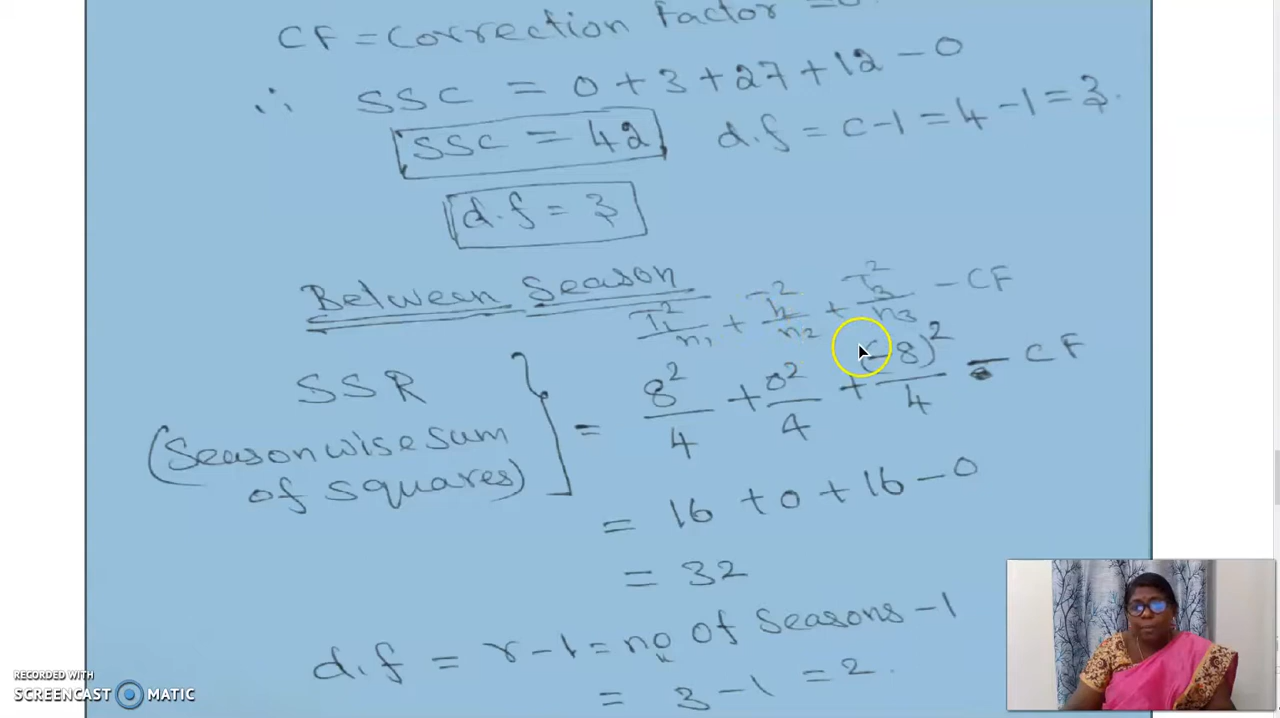 CF = Correction Factor = 0.
∴ SSC = 0 + 3 + 27 + 12 - 0
SSC = 42 d.f = c-1 = 4-1 = 3.
d.f = 3
Between Season
T₁²/n₁ + T₂²/n₂ + T₃²/n₃ - CF
SSR } = 8²/4 + 0²/4 + (-8)²/4 - CF
(Seasonwise sum
of squares)
= 16 + 0 + 16 - 0
= 32
d.f = r-1 = no of Seasons -1
= 3-1 = 2.
RECORDED WITH
SCREENCAST MATIC